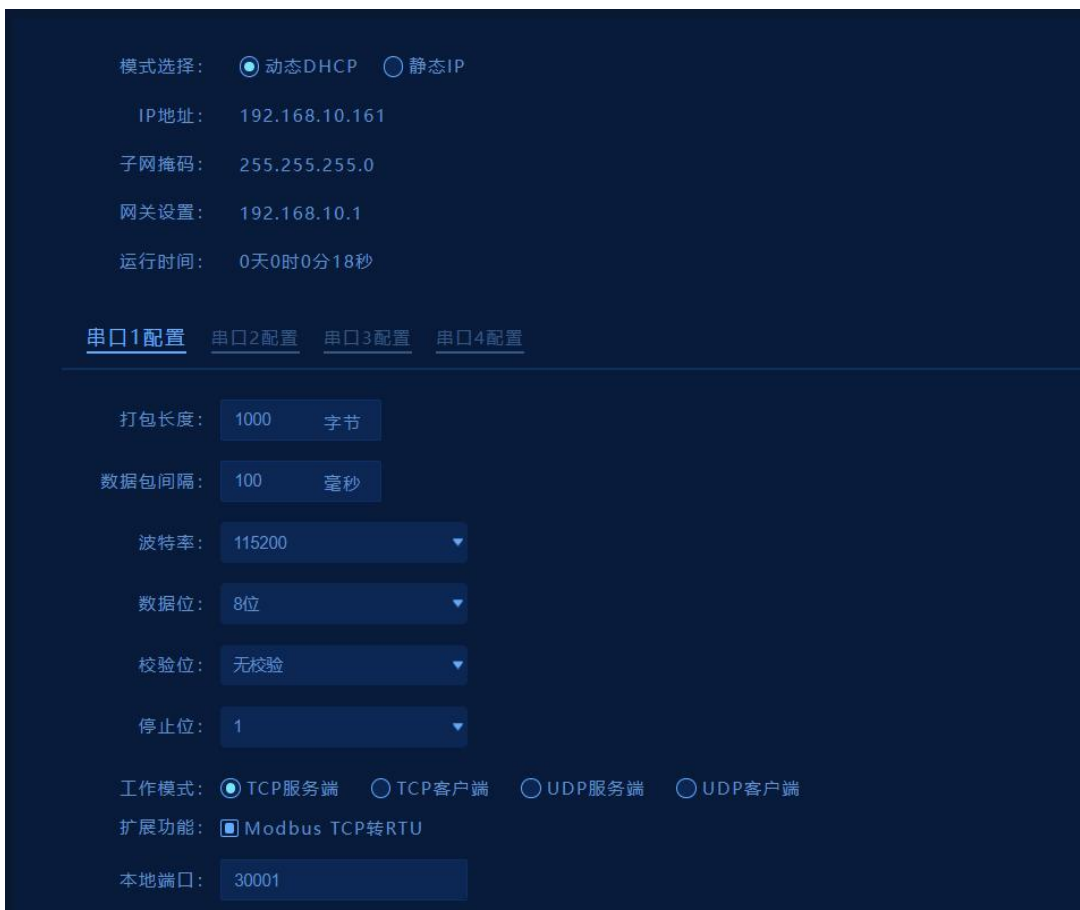 模式选择： 动态DHCP 静态IP
IP地址： 192.168.10.161
子网掩码： 255.255.255.0
网关设置： 192.168.10.1
运行时间： 0天0时0分18秒
串口1配置 串口2配置 串口3配置 串口4配置
打包长度： 1000 字节
数据包间隔： 100 毫秒
波特率： 115200
数据位： 8位
校验位： 无校验
停止位： 1
工作模式： TCP服务端 TCP客户端 UDP服务端 UDP客户端
扩展功能： Modbus TCP转RTU
本地端口： 30001